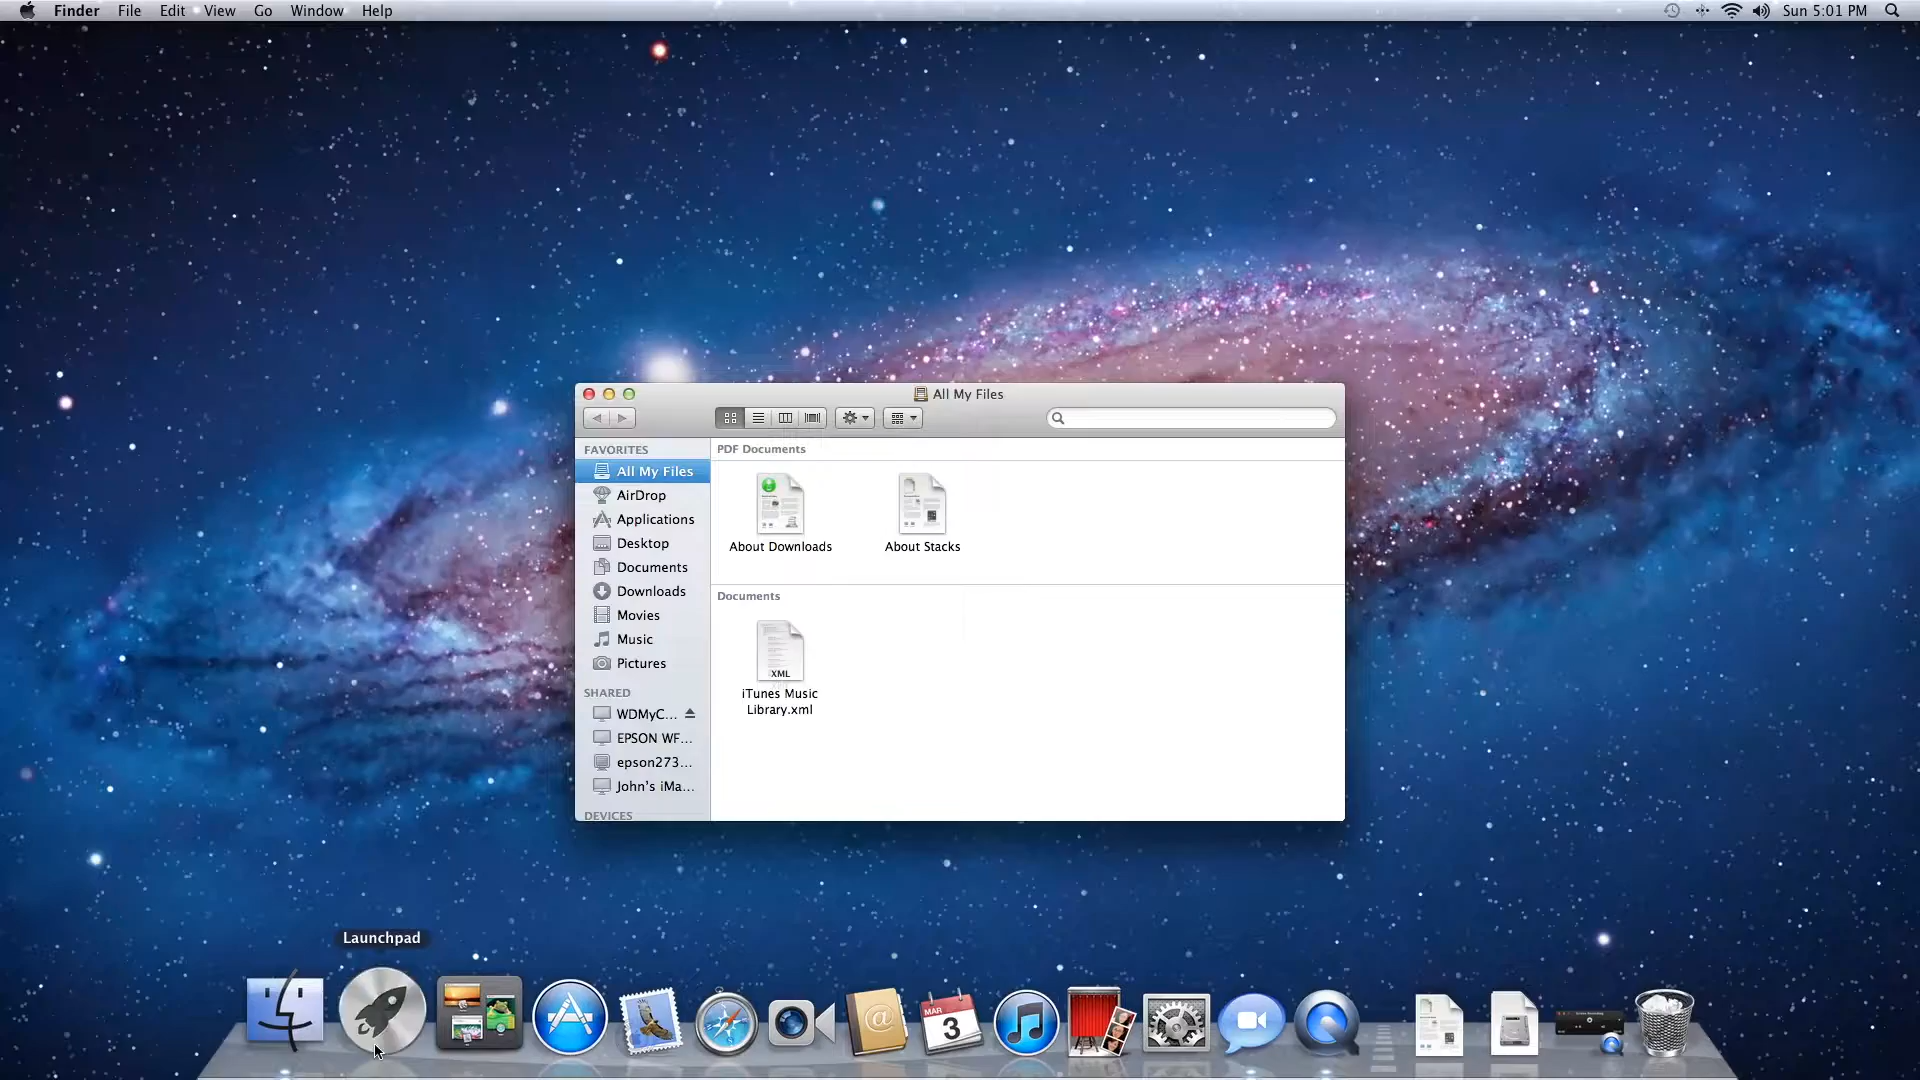 Finder File Edit View Go Window Help
Sun 5:01 PM
All My Files
FAVORITES
All My Files
AirDrop
Applications
Desktop
Documents
Downloads
Movies
Music
Pictures
SHARED
WDMyC...
EPSON WF...
epson273...
John's iMa...
DEVICES
PDF Documents
About Downloads
About Stacks
Documents
XML
iTunes Music
Library.xml
Launchpad
MAR
3